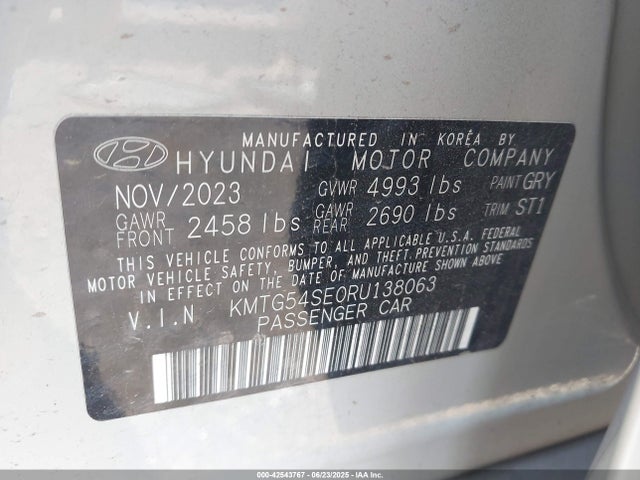 MANUFACTURED IN KOREA BY
HYUNDAI MOTOR COMPANY
NOV/2023 GVWR 4993 lbs PAINT GRY
GAWR FRONT 2458 lbs GAWR REAR 2690 lbs TRIM ST1
THIS VEHICLE CONFORMS TO ALL APPLICABLE U.S.A. FEDERAL
MOTOR VEHICLE SAFETY, BUMPER, AND THEFT PREVENTION STANDARDS
IN EFFECT ON THE DATE OF MANUFACTURE SHOWN ABOVE.
V.I.N KMTG54SE0RU138063
PASSENGER CAR
000-42543767 - 06/23/2025 - IAA Inc.